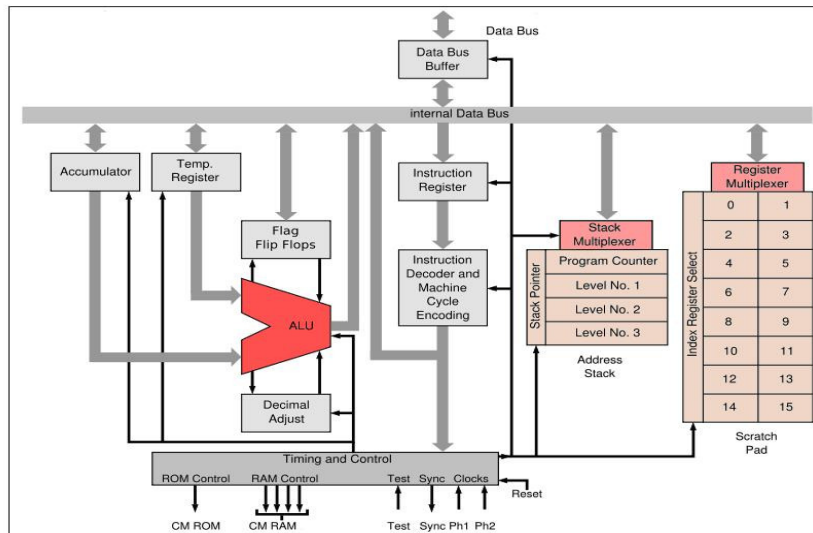 Data Bus
Data Bus
Buffer
internal Data Bus
Accumulator
Temp.
Register
Flag
Flip Flops
ALU
Decimal
Adjust
Instruction
Register
Instruction
Decoder and
Machine
Cycle
Encoding
Stack
Multiplexer
Stack Pointer
Program Counter
Level No. 1
Level No. 2
Level No. 3
Address
Stack
Register
Multiplexer
Index Register Select
0 1
2 3
4 5
6 7
8 9
10 11
12 13
14 15
Scratch
Pad
Timing and Control
ROM Control RAM Control Test Sync Clocks
Reset
CM ROM CM RAM Test Sync Ph1 Ph2